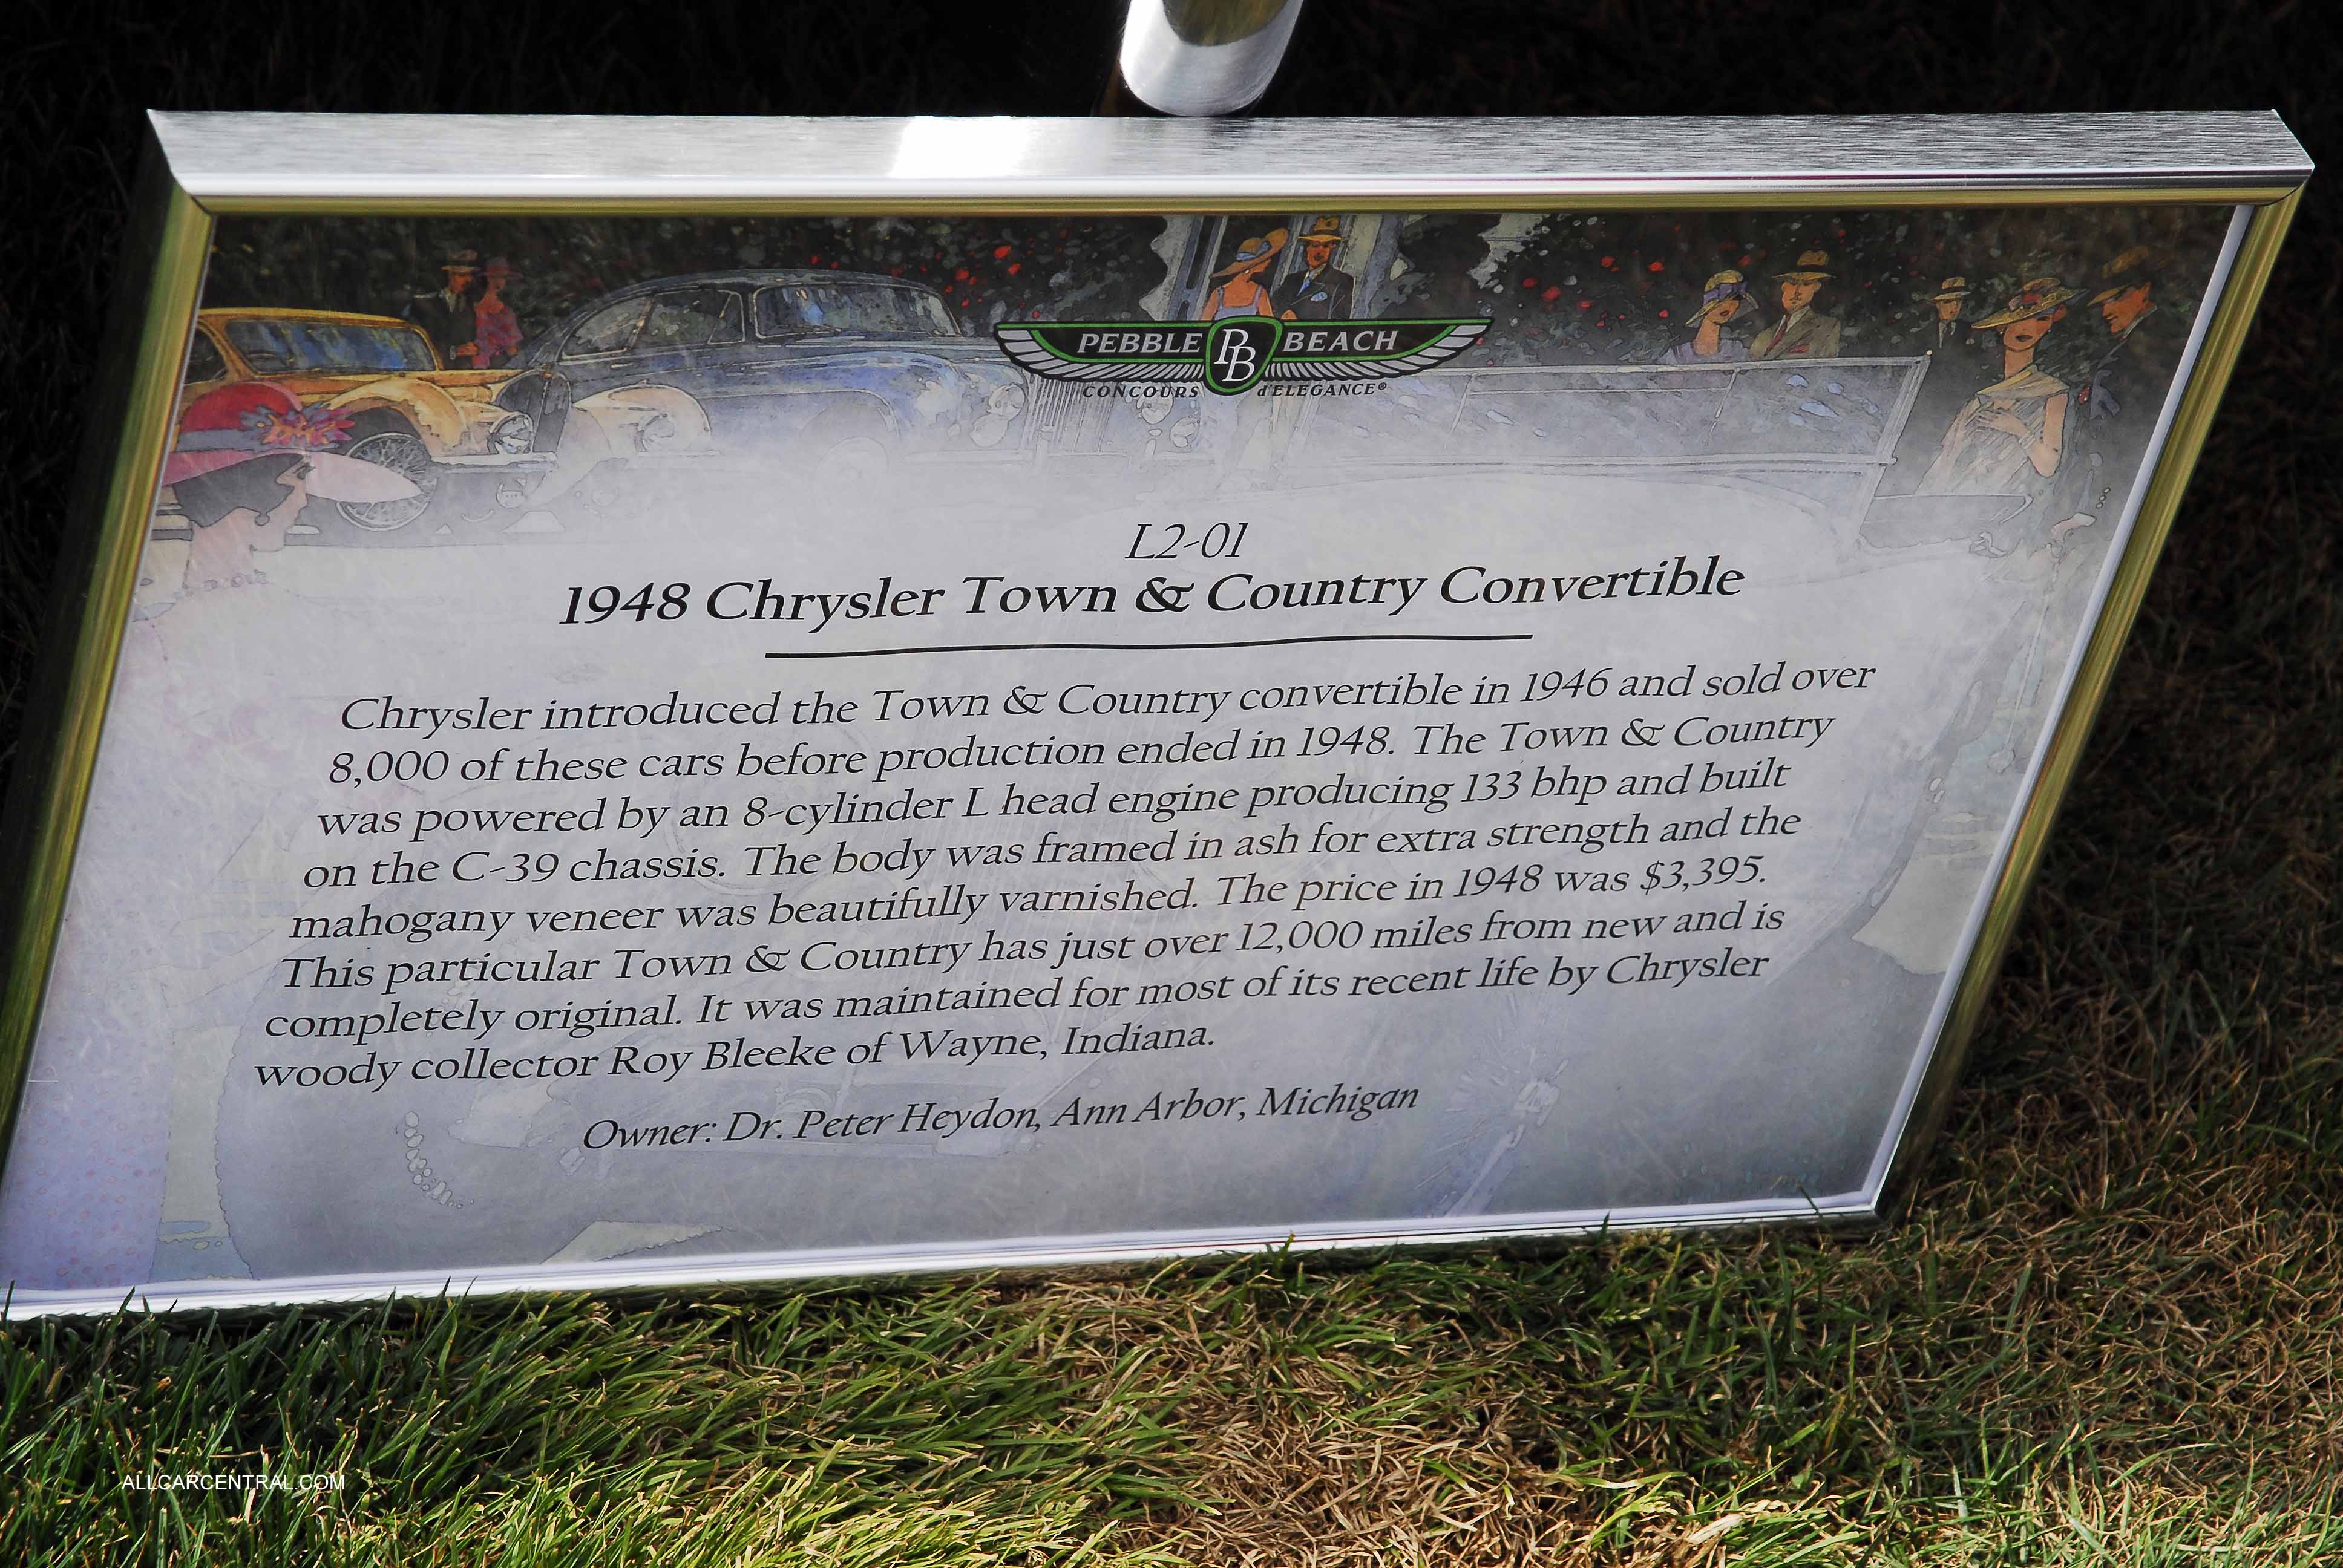 PEBBLE PB BEACH
CONCOURS d'ELEGANCE®
L2-01
1948 Chrysler Town & Country Convertible
Chrysler introduced the Town & Country convertible in 1946 and sold over
8,000 of these cars before production ended in 1948. The Town & Country
was powered by an 8-cylinder L head engine producing 133 bhp and built
on the C-39 chassis. The body was framed in ash for extra strength and the
mahogany veneer was beautifully varnished. The price in 1948 was $3,395.
This particular Town & Country has just over 12,000 miles from new and is
completely original. It was maintained for most of its recent life by Chrysler
woody collector Roy Bleeke of Wayne, Indiana.
Owner: Dr. Peter Heydon, Ann Arbor, Michigan
ALLCARCENTRAL.COM